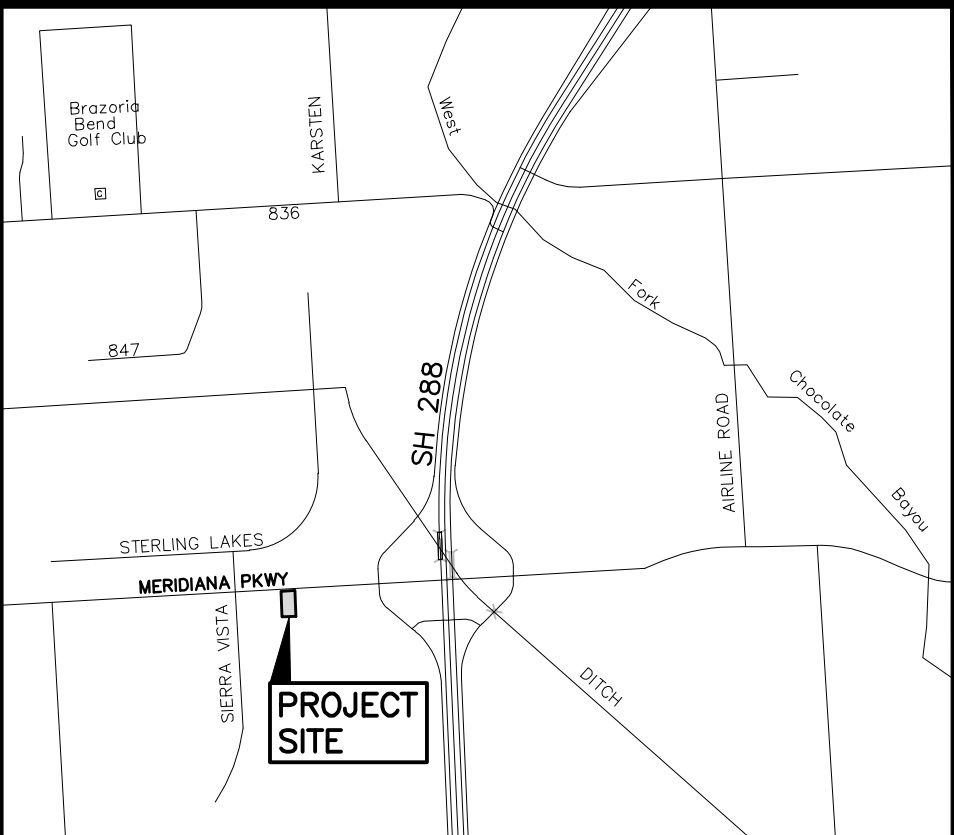 Brazoria
Bend
Golf Club
C
KARSTEN
West
836
Fork
847
SH 288
Chocolate
AIRLINE ROAD
Bayou
STERLING LAKES
MERIDIANA PKWY
SIERRA VISTA
DITCH
PROJECT
SITE